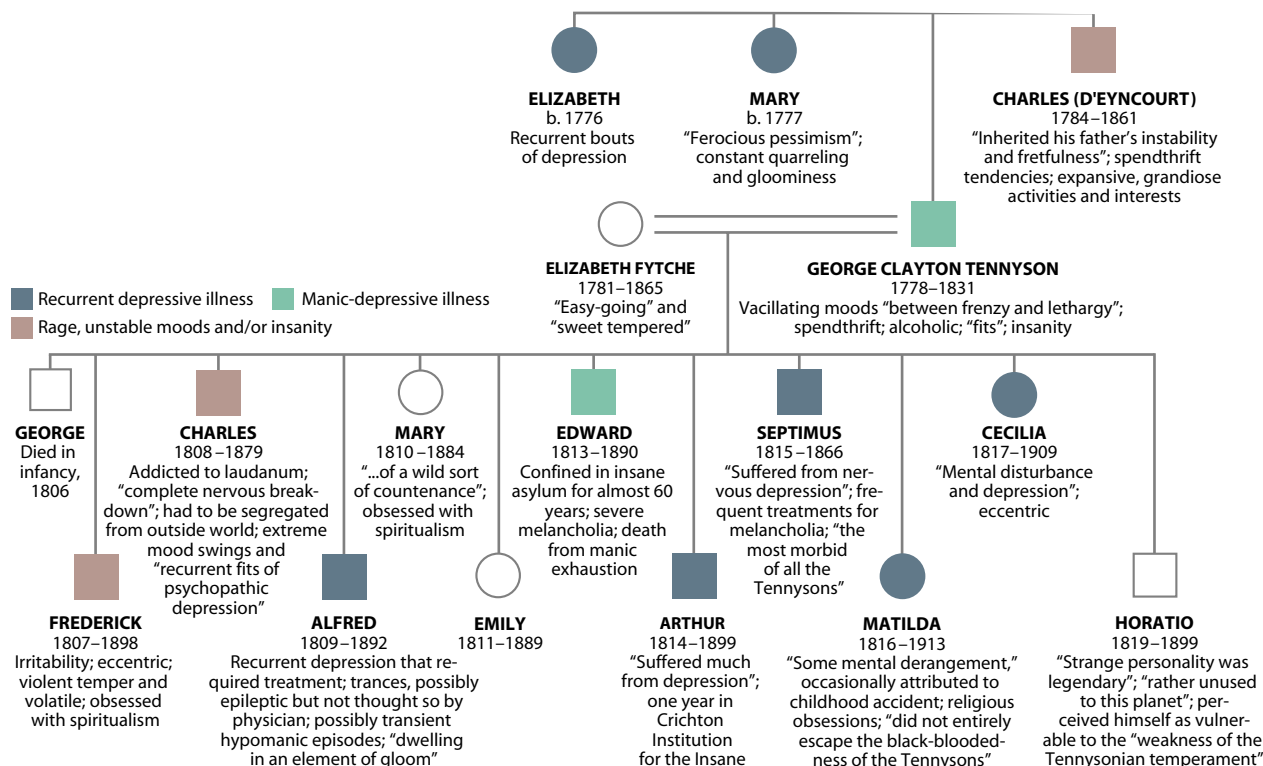 ELIZABETH
b. 1776
Recurrent bouts
of depression
MARY
b. 1777
“Ferocious pessimism”;
constant quarreling
and gloominess
CHARLES (D'EYNCOURT)
1784–1861
“Inherited his father’s instability
and fretfulness”; spendthrift
tendencies; expansive, grandiose
activities and interests
ELIZABETH FYTCHE
1781–1865
“Easy-going” and
“sweet tempered”
GEORGE CLAYTON TENNYSON
1778–1831
Vacillating moods “between frenzy and lethargy”;
spendthrift; alcoholic; “fits”; insanity
Recurrent depressive illness
Manic-depressive illness
Rage, unstable moods and/or insanity
GEORGE
Died in
infancy,
1806
CHARLES
1808–1879
Addicted to laudanum;
“complete nervous break-
down”; had to be segregated
from outside world; extreme
mood swings and
“recurrent fits of
psychopathic
depression”
MARY
1810–1884
“...of a wild sort
of countenance”;
obsessed with
spiritualism
EDWARD
1813–1890
Confined in insane
asylum for almost 60
years; severe
melancholia; death
from manic
exhaustion
SEPTIMUS
1815–1866
“Suffered from ner-
vous depression”; fre-
quent treatments for
melancholia; “the
most morbid
of all the
Tennysons”
CECILIA
1817–1909
“Mental disturbance
and depression”;
eccentric
FREDERICK
1807–1898
Irritability; eccentric;
violent temper and
volatile; obsessed
with spiritualism
ALFRED
1809–1892
Recurrent depression that re-
quired treatment; trances, possibly
epileptic but not thought so by
physician; possibly transient
hypomanic episodes; “dwelling
in an element of gloom”
EMILY
1811–1889
ARTHUR
1814–1899
“Suffered much
from depression”;
one year in
Crichton
Institution
for the Insane
MATILDA
1816–1913
“Some mental derangement,”
occasionally attributed to
childhood accident; religious
obsessions; “did not entirely
escape the black-blooded-
ness of the Tennysons”
HORATIO
1819–1899
“Strange personality was
legendary”; “rather unused
to this planet”; per-
ceived himself as vulner-
able to the “weakness of the
Tennysonian temperament”